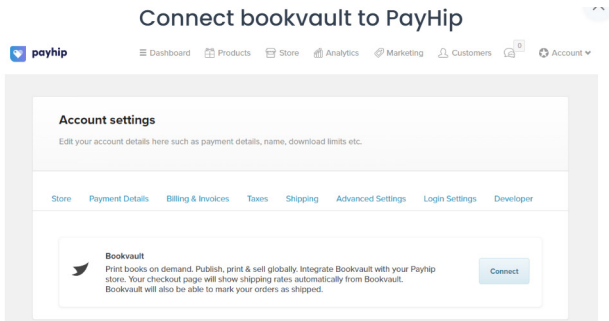 Connect bookvault to PayHip
payhip
Dashboard Products Store Analytics Marketing Customers 0 Account
Account settings
Edit your account details here such as payment details, name, download limits etc.
Store Payment Details Billing & Invoices Taxes Shipping Advanced Settings Login Settings Developer
Bookvault
Print books on demand. Publish, print & sell globally. Integrate Bookvault with your Payhip
store. Your checkout page will show shipping rates automatically from Bookvault.
Bookvault will also be able to mark your orders as shipped.
Connect